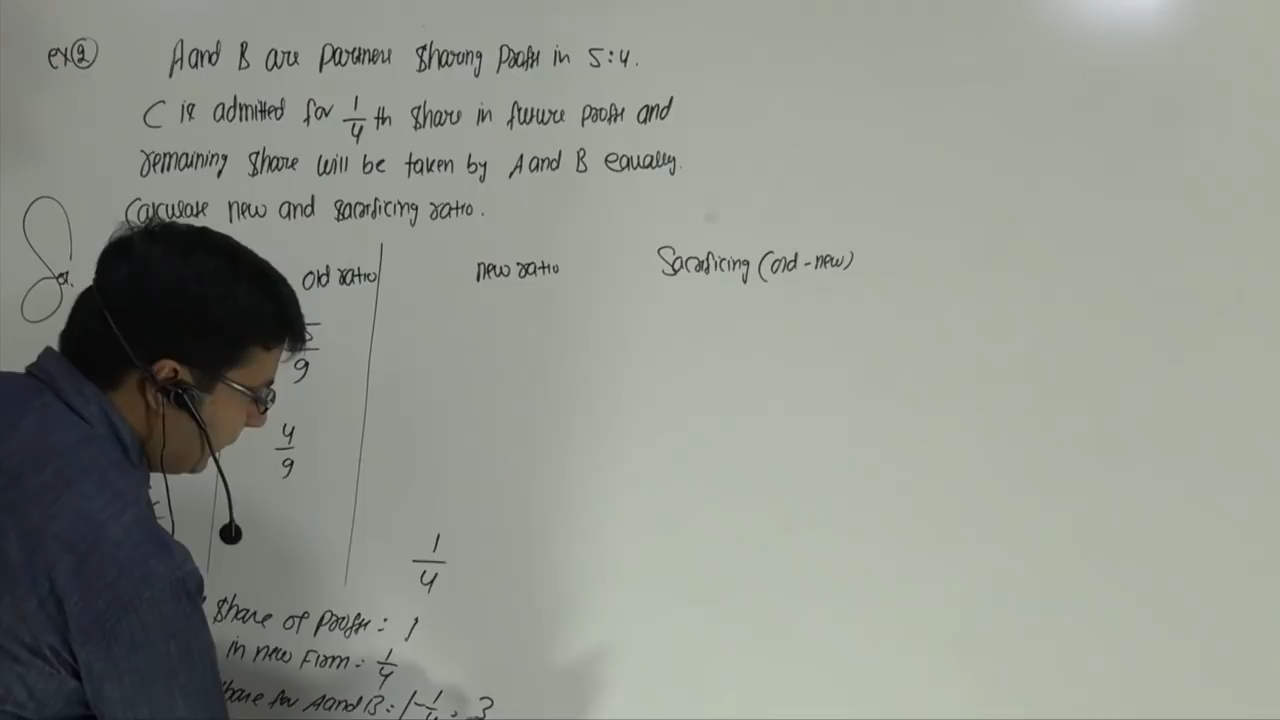 ex② A and B are partners sharing profit in 5:4.
C is admitted for 1/4 th share in future profit and
remaining share will be taken by A and B equally.
Calculate new and sacrificing ratio.
Sol.
old ratio new ratio Sacrificing (old-new)
5/9
4/9
1/4
share of profit: 1
in new Firm = 1/4
share for A and B = 1-1/4 = 3